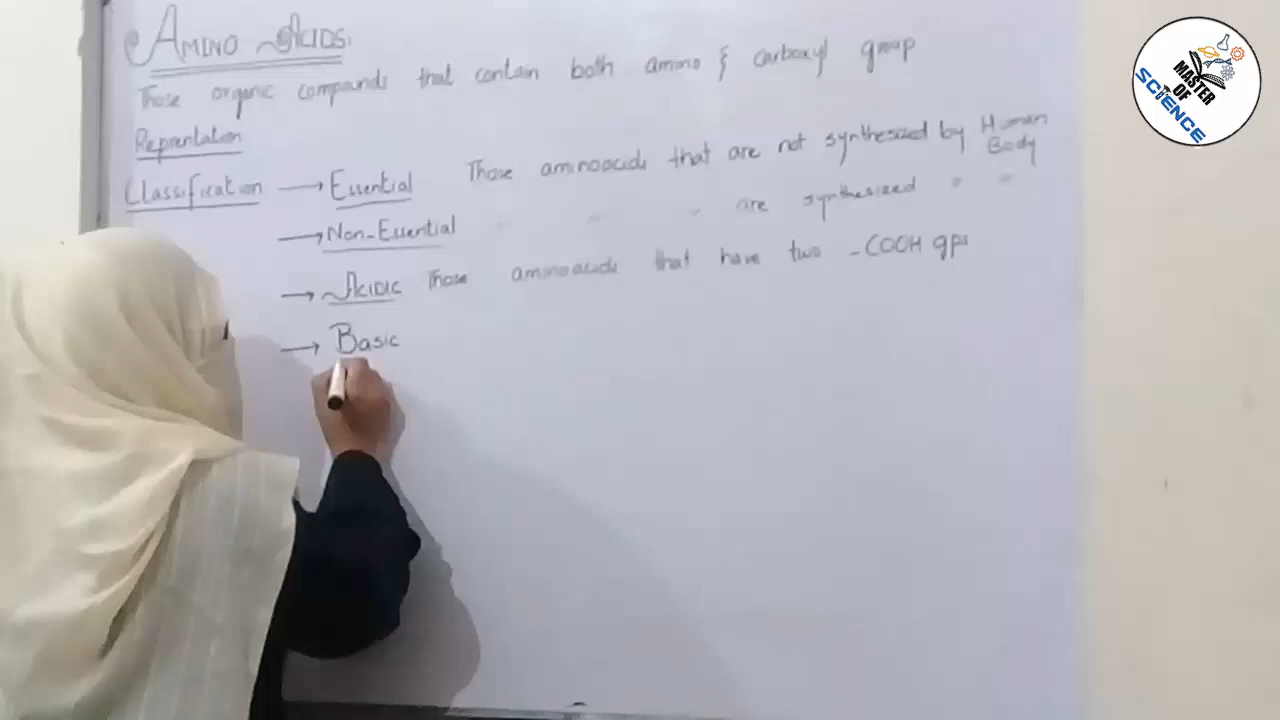 AMINO ACIDS:
Those organic compounds that contain both amino & carboxyl group
Reprentation
Classification → Essential Those aminoacids that are not synthesized by Human Body
→ Non-Essential " " " are synthesized " "
→ Acidic Those aminoacids that have two -COOH gps
→ Basic
MASTER OF SCIENCE